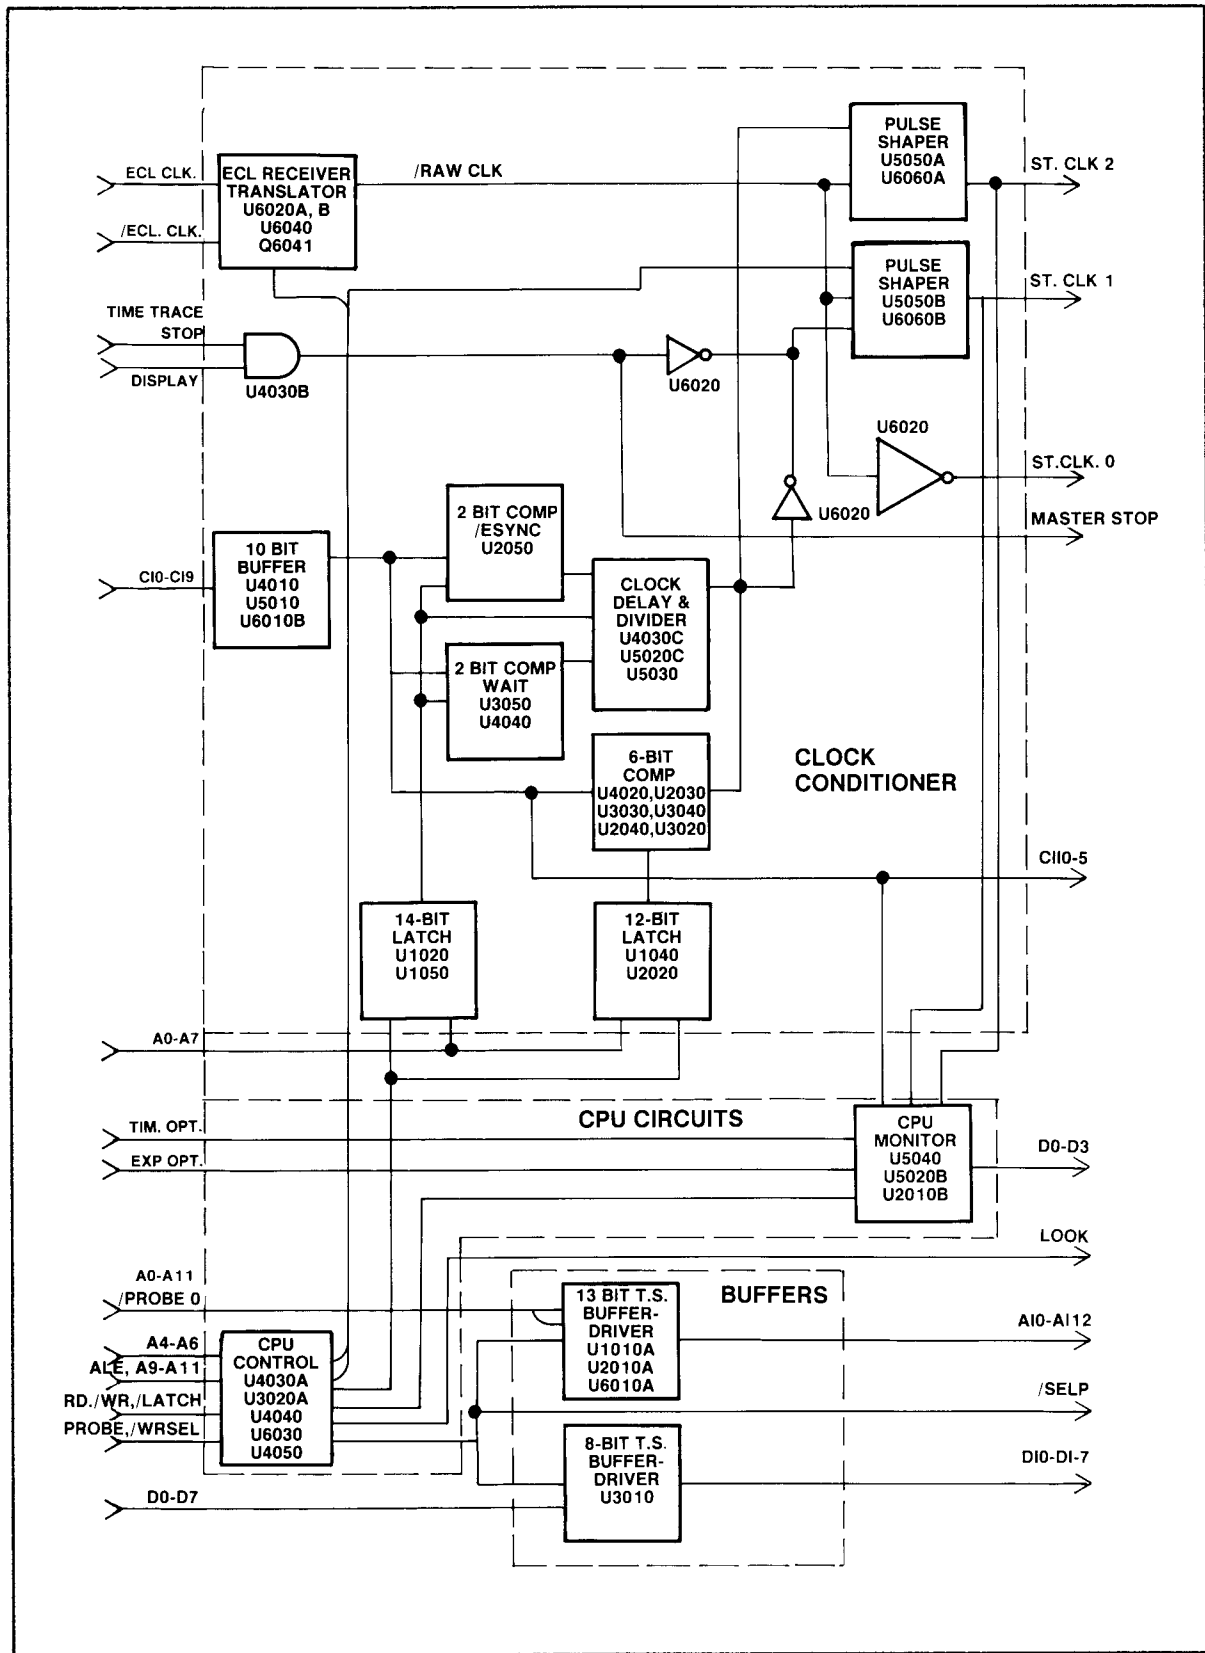 PULSE
SHAPER
U5050A
U6060A
ST. CLK 2
ECL CLK.
ECL RECEIVER
TRANSLATOR
U6020A, B
U6040
Q6041
/RAW CLK
/ECL. CLK.
PULSE
SHAPER
U5050B
U6060B
ST. CLK 1
TIME TRACE
STOP
DISPLAY
U4030B
U6020
U6020
ST.CLK. 0
U6020
MASTER STOP
2 BIT COMP
/ESYNC
U2050
10 BIT
BUFFER
U4010
U5010
U6010B
CI0-CI9
CLOCK
DELAY &
DIVIDER
U4030C
U5020C
U5030
2 BIT COMP
WAIT
U3050
U4040
6-BIT
COMP
U4020,U2030
U3030,U3040
U2040,U3020
CLOCK
CONDITIONER
CII0-5
14-BIT
LATCH
U1020
U1050
12-BIT
LATCH
U1040
U2020
A0-A7
CPU CIRCUITS
TIM. OPT.
EXP OPT.
CPU
MONITOR
U5040
U5020B
U2010B
D0-D3
LOOK
A0-A11
/PROBE 0
BUFFERS
13 BIT T.S.
BUFFER-
DRIVER
U1010A
U2010A
U6010A
AI0-AI12
A4-A6
ALE, A9-A11
RD./WR,/LATCH
PROBE,/WRSEL
CPU
CONTROL
U4030A
U3020A
U4040
U6030
U4050
/SELP
8-BIT T.S.
BUFFER-
DRIVER
U3010
DI0-DI-7
D0-D7